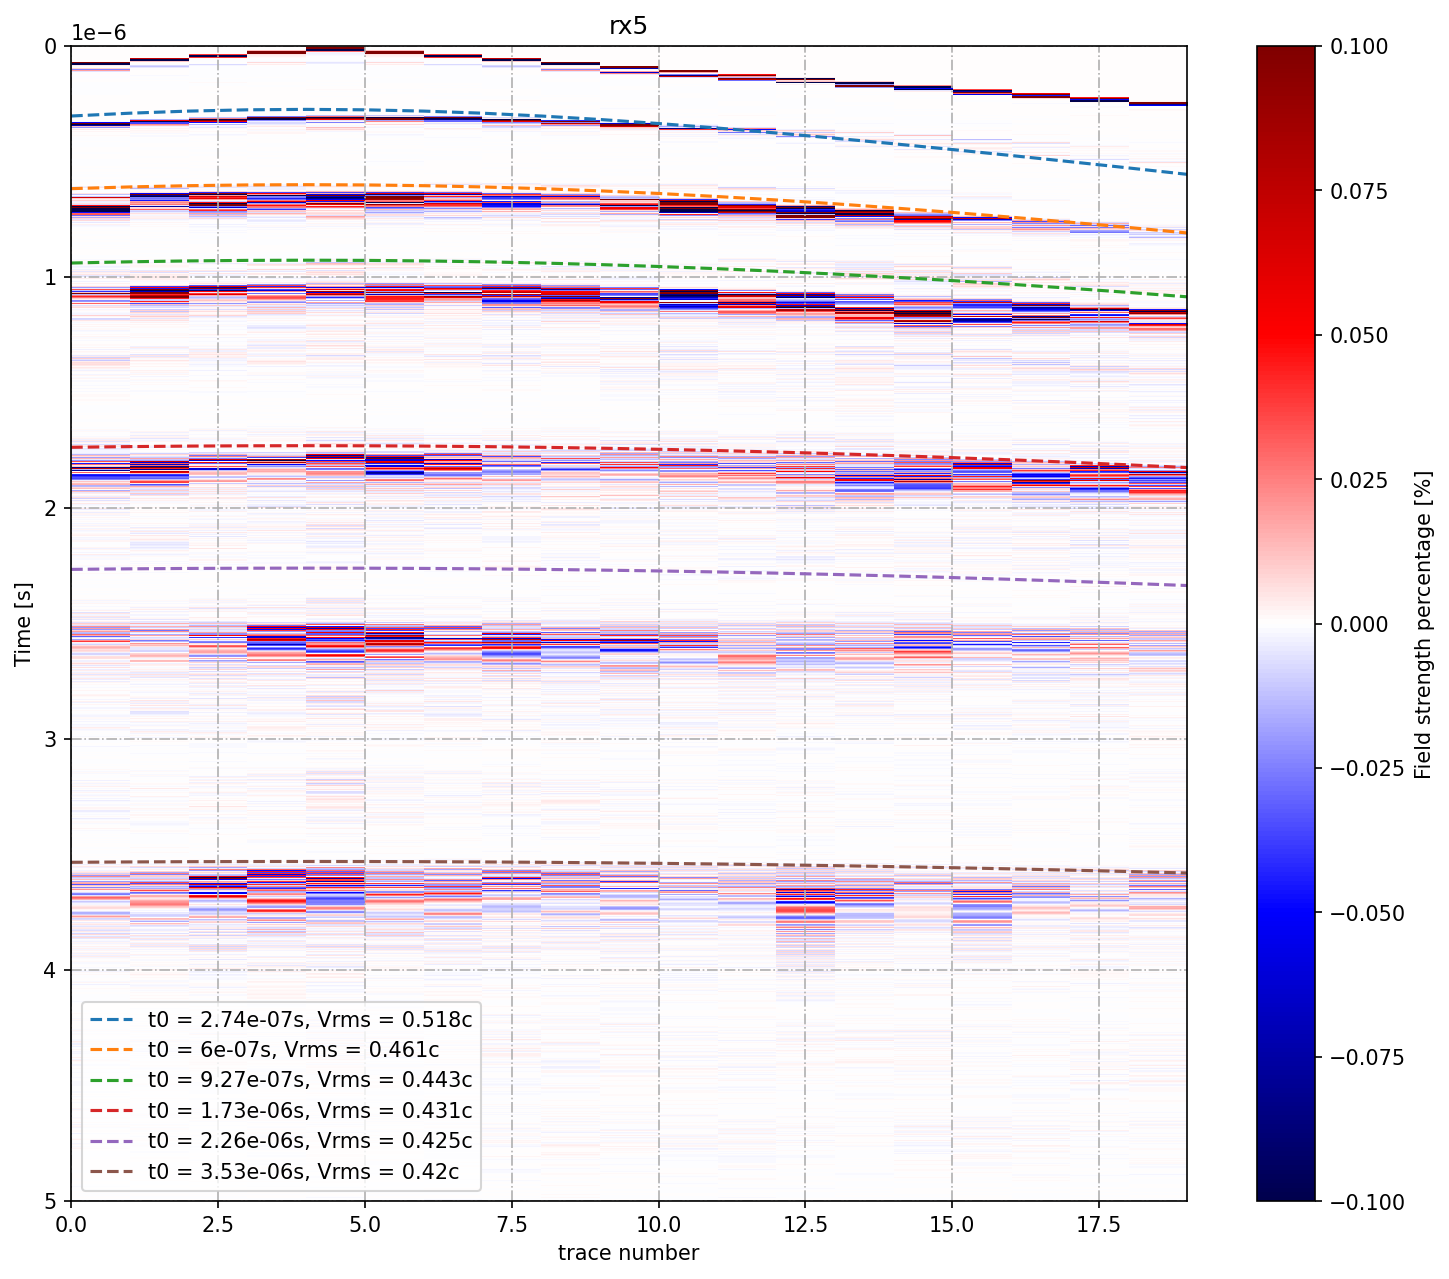 rx5
1e−6
0
1
2
3
4
5
Time [s]
t0 = 2.74e-07s, Vrms = 0.518c
t0 = 6e-07s, Vrms = 0.461c
t0 = 9.27e-07s, Vrms = 0.443c
t0 = 1.73e-06s, Vrms = 0.431c
t0 = 2.26e-06s, Vrms = 0.425c
t0 = 3.53e-06s, Vrms = 0.42c
0.0 2.5 5.0 7.5 10.0 12.5 15.0 17.5
trace number
0.100
0.075
0.050
0.025
0.000
−0.025
−0.050
−0.075
−0.100
Field strength percentage [%]